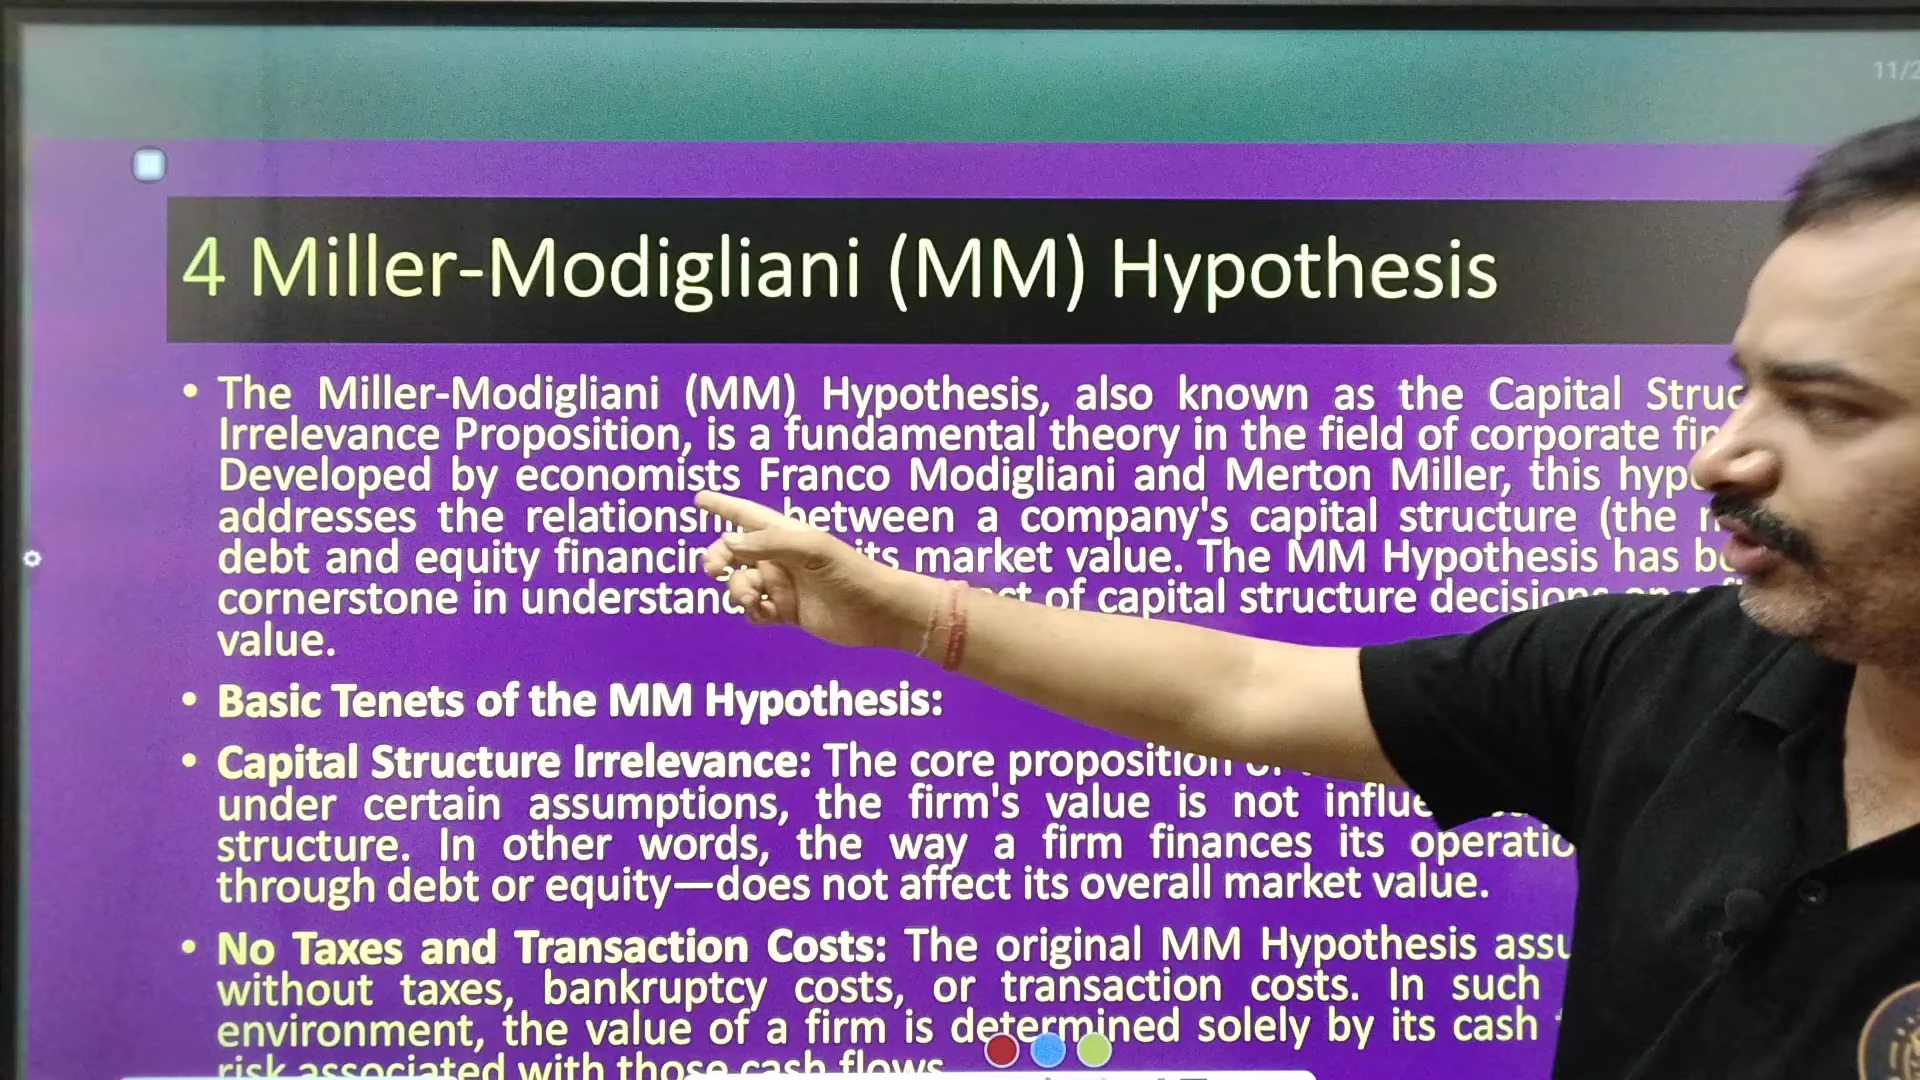 11/2
4 Miller-Modigliani (MM) Hypothesis
• The Miller-Modigliani (MM) Hypothesis, also known as the Capital Struc
Irrelevance Proposition, is a fundamental theory in the field of corporate fin
Developed by economists Franco Modigliani and Merton Miller, this hyp
addresses the relationsh between a company's capital structure (the
debt and equity financin its market value. The MM Hypothesis has be
cornerstone in understand of capital structure decisions on
value.
• Basic Tenets of the MM Hypothesis:
• Capital Structure Irrelevance: The core proposition
under certain assumptions, the firm's value is not influe
structure. In other words, the way a firm finances its operatio
through debt or equity—does not affect its overall market value.
• No Taxes and Transaction Costs: The original MM Hypothesis assu
without taxes, bankruptcy costs, or transaction costs. In such
environment, the value of a firm is determined solely by its cash
risk associated with those cash flows